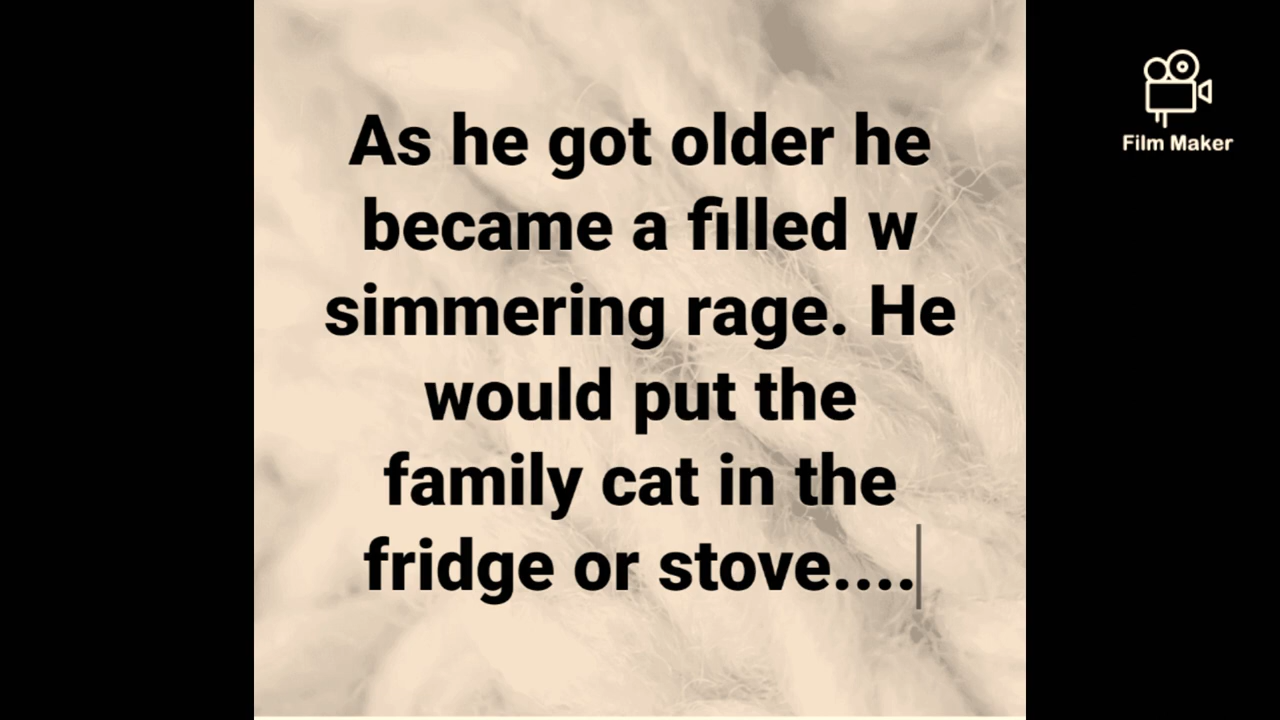 As he got older he
became a filled w
simmering rage. He
would put the
family cat in the
fridge or stove....
Film Maker